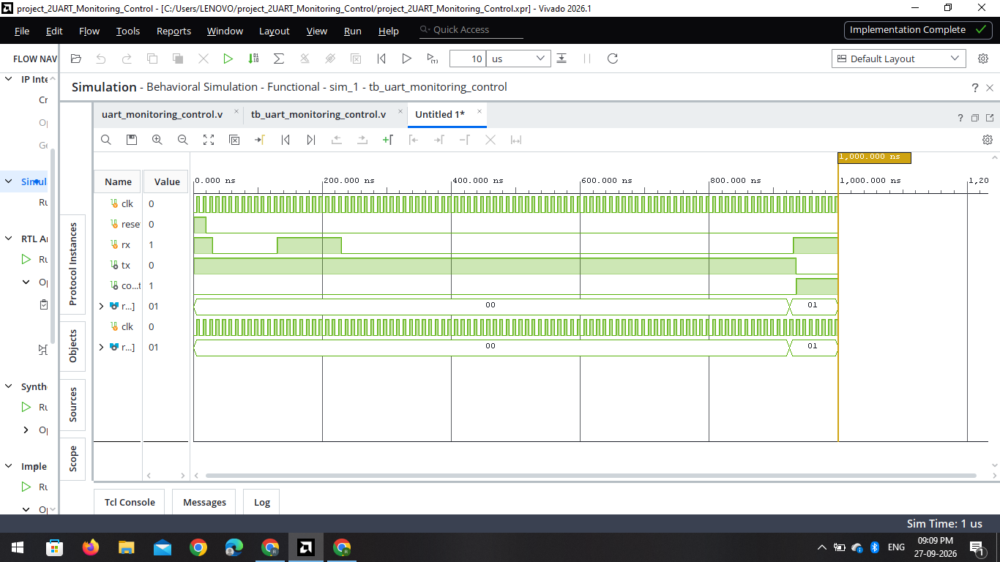 project_2UART_Monitoring_Control - [C:/Users/LENOVO/project_2UART_Monitoring_Control/project_2UART_Monitoring_Control.xpr] - Vivado 2026.1
File Edit Flow Tools Reports Window Layout View Run Help Quick Access Implementation Complete
FLOW NAV 10 us Default Layout
IP Inte
Cr
Op
Ge
Simul
Ru
RTL Ar
Ru
Op
Synth
Ru
Op
Imple
Ru
Op
Simulation - Behavioral Simulation - Functional - sim_1 - tb_uart_monitoring_control
uart_monitoring_control.v tb_uart_monitoring_control.v Untitled 1*
Protocol Instances
Objects
Sources
Scope
1,000.000 ns
Name Value 0.000 ns 200.000 ns 400.000 ns 600.000 ns 800.000 ns 1,000.000 ns 1,20
clk 0
rese 0
rx 1
tx 0
co...t 1
r...] 01 00 01
clk 0
r...] 01 00 01
Tcl Console Messages Log
Sim Time: 1 us
ENG 09:09 PM
27-09-2026
1